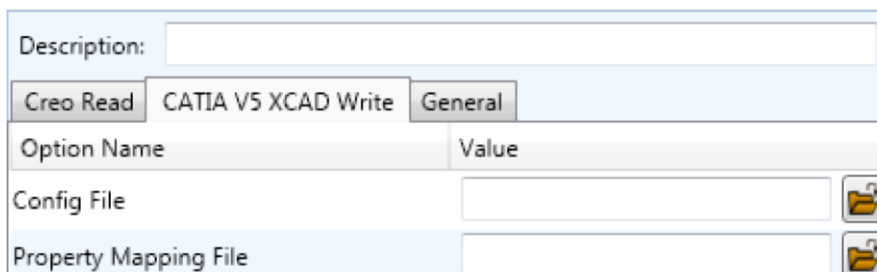 Description:
Creo Read CATIA V5 XCAD Write General
Option Name Value
Config File
Property Mapping File